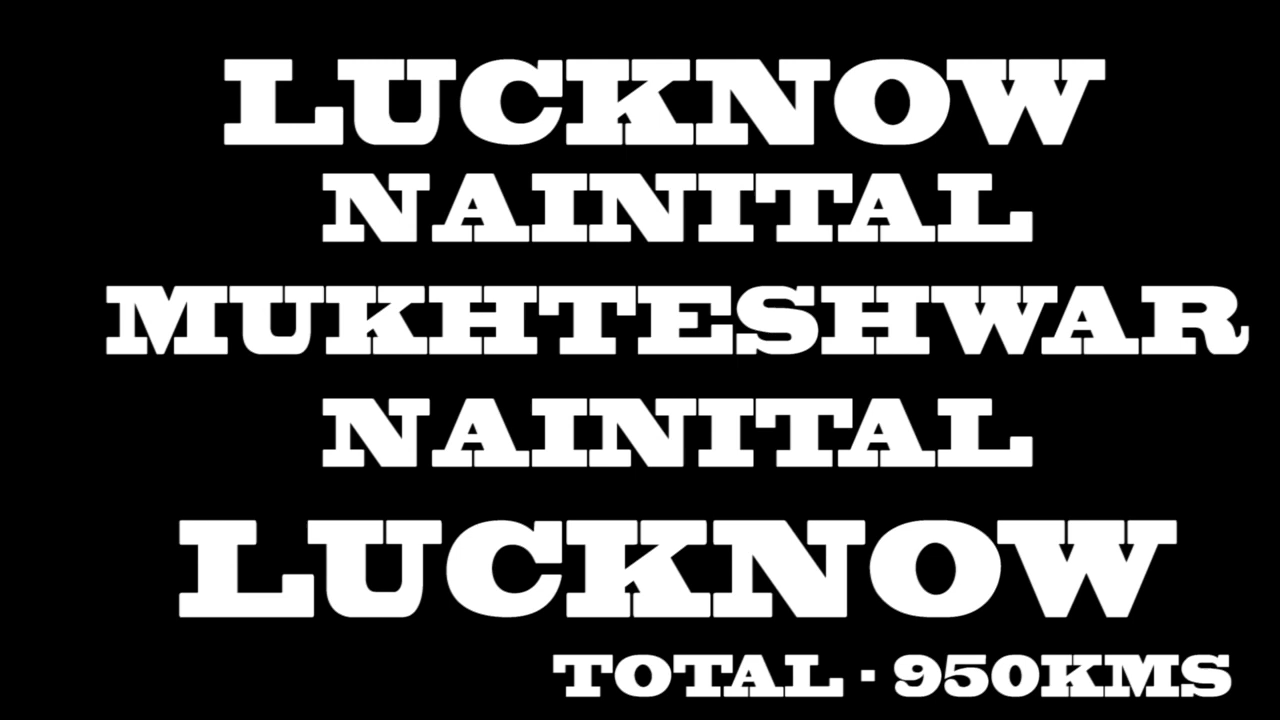 LUCKNOW
NAINITAL
MUKHTESHWAR
NAINITAL
LUCKNOW
TOTAL - 950KMS